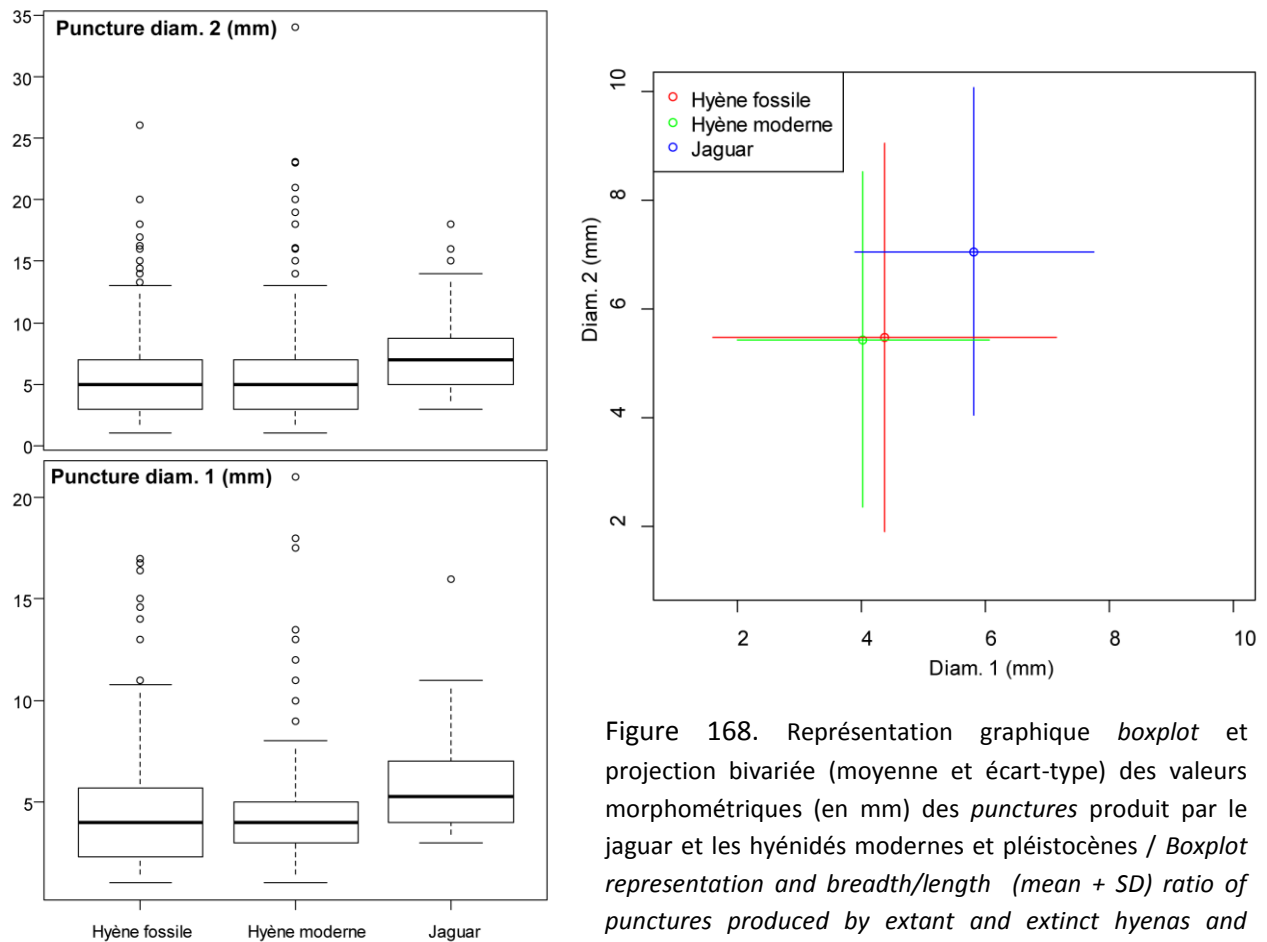 Puncture diam. 2 (mm)
35
30
25
20
15
10
5
0
Puncture diam. 1 (mm)
20
15
10
5
Hyène fossile
Hyène moderne
Jaguar
Hyène fossile
Hyène moderne
Jaguar
Diam. 2 (mm)
10
8
6
4
2
2
4
6
8
10
Diam. 1 (mm)
Figure 168. Représentation graphique boxplot et
projection bivariée (moyenne et écart-type) des valeurs
morphométriques (en mm) des punctures produit par le
jaguar et les hyénidés modernes et pléistocènes / Boxplot
representation and breadth/length (mean + SD) ratio of
punctures produced by extant and extinct hyenas and